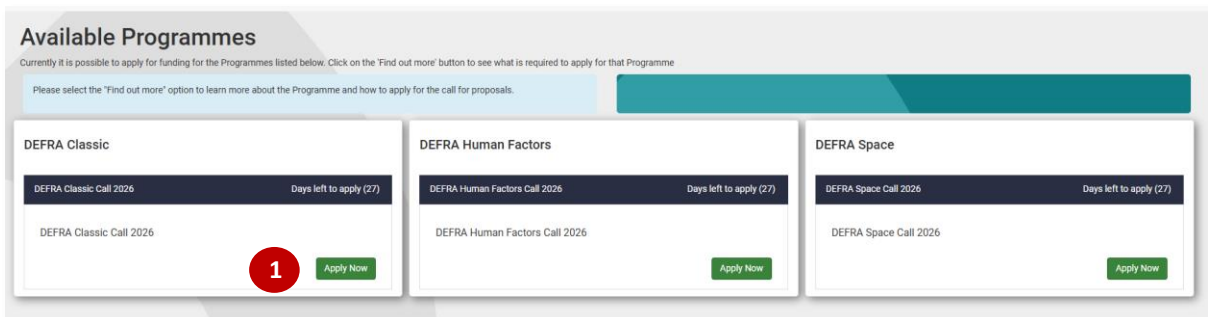 Available Programmes
Currently it is possible to apply for funding for the Programmes listed below. Click on the 'Find out more' button to see what is required to apply for that Programme
Please select the "Find out more" option to learn more about the Programme and how to apply for the call for proposals.
DEFRA Classic
DEFRA Classic Call 2026 Days left to apply (27)
DEFRA Classic Call 2026
1 Apply Now
DEFRA Human Factors
DEFRA Human Factors Call 2026 Days left to apply (27)
DEFRA Human Factors Call 2026
Apply Now
DEFRA Space
DEFRA Space Call 2026 Days left to apply (27)
DEFRA Space Call 2026
Apply Now